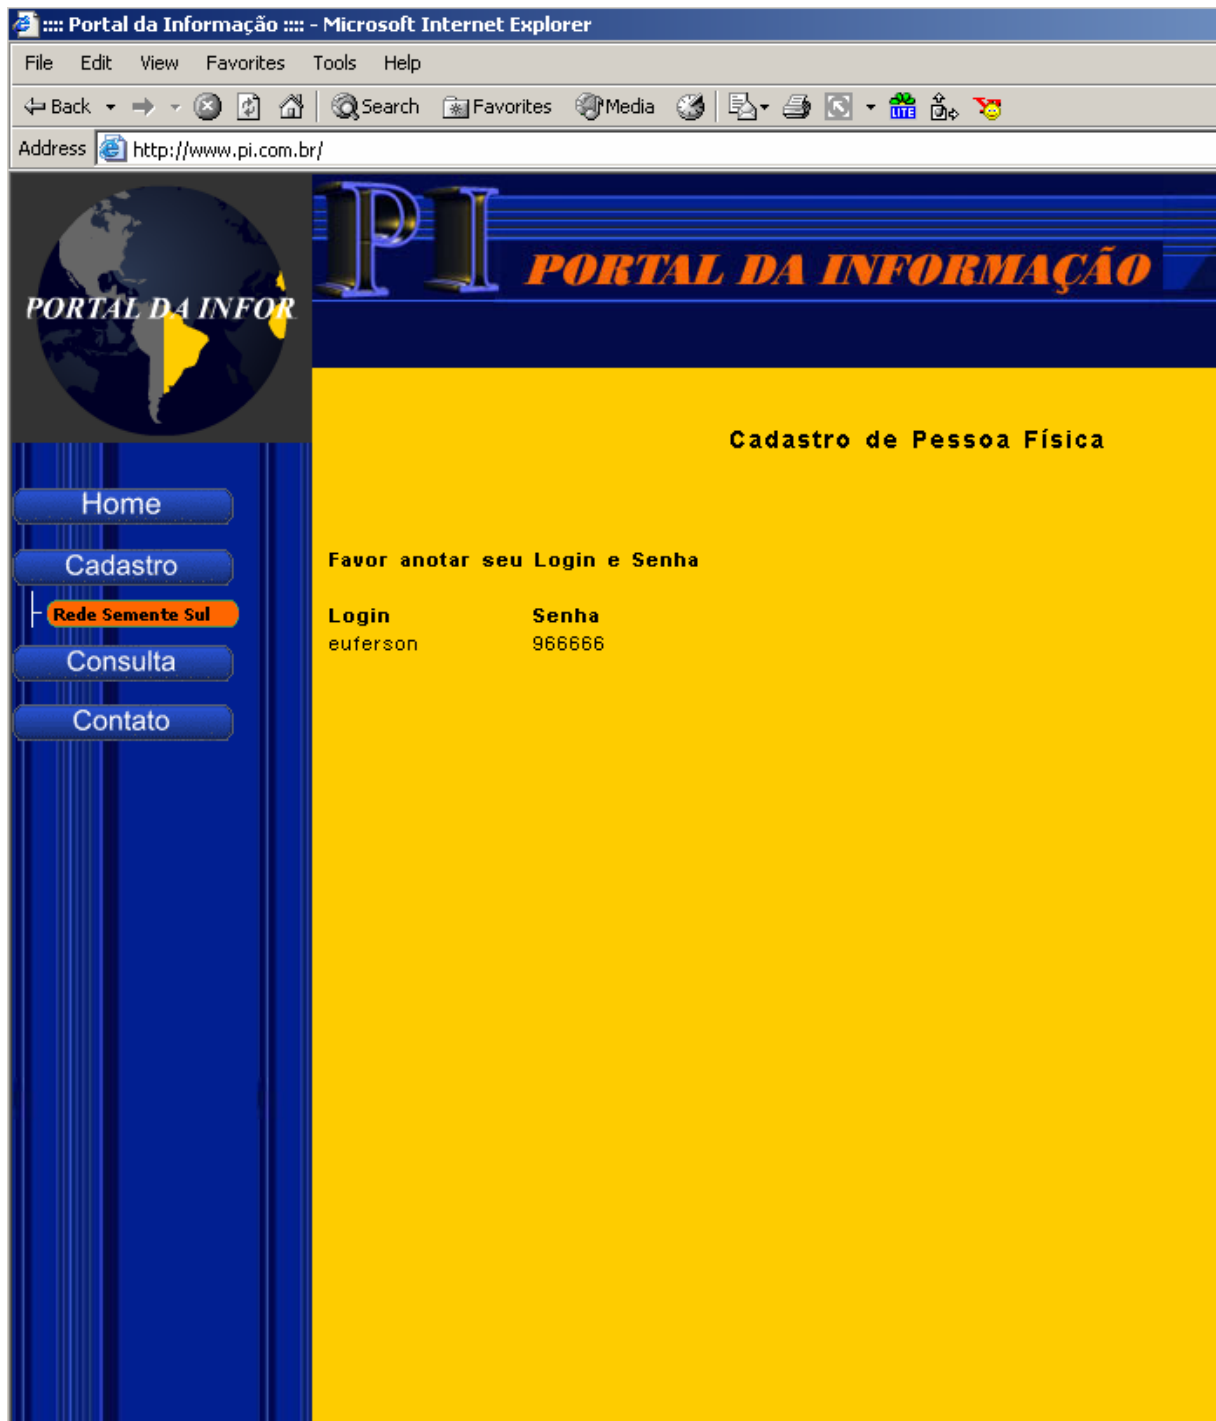 :::: Portal da Informação :::: - Microsoft Internet Explorer
File Edit View Favorites Tools Help
Back Search Favorites Media LITE
Address http://www.pi.com.br/
PORTAL DA INFOR
PI PORTAL DA INFORMAÇÃO
Cadastro de Pessoa Física
Home
Cadastro
Rede Semente Sul
Consulta
Contato
Favor anotar seu Login e Senha
Login Senha
euferson 966666